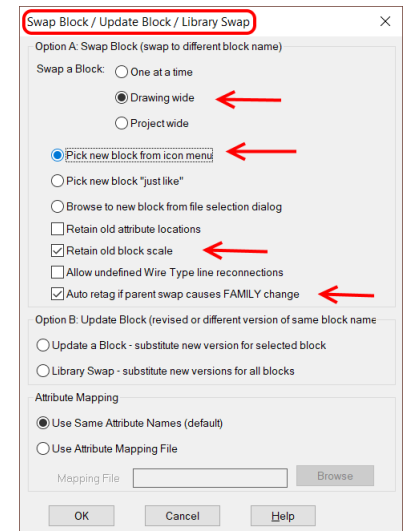 Swap Block / Update Block / Library Swap
Option A: Swap Block (swap to different block name)
Swap a Block: One at a time
Drawing wide
Project wide
Pick new block from icon menu
Pick new block "just like"
Browse to new block from file selection dialog
Retain old attribute locations
Retain old block scale
Allow undefined Wire Type line reconnections
Auto retag if parent swap causes FAMILY change
Option B: Update Block (revised or different version of same block name
Update a Block - substitute new version for selected block
Library Swap - substitute new versions for all blocks
Attribute Mapping
Use Same Attribute Names (default)
Use Attribute Mapping File
Mapping File Browse
OK Cancel Help